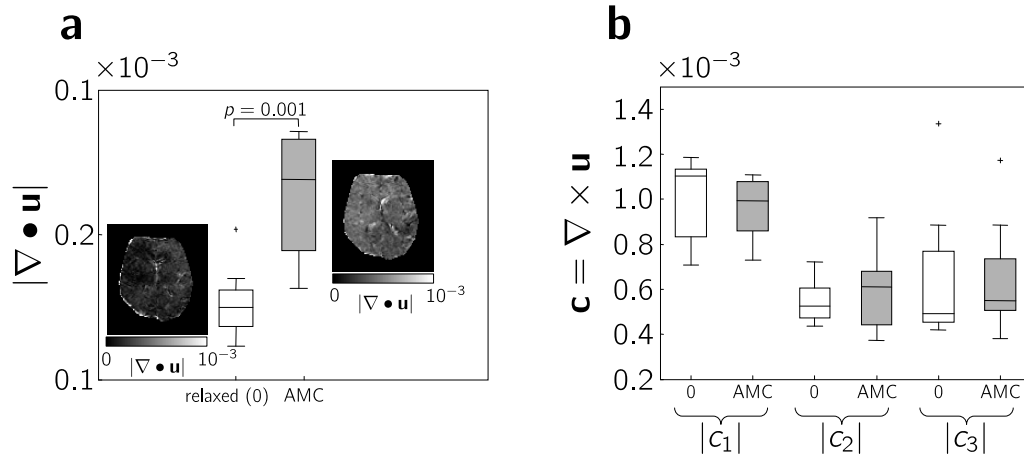 a
×10⁻³
0.1
0.2
0.1
|∇ • u|
p = 0.001
0 10⁻³
|∇ • u|
0 10⁻³
|∇ • u|
relaxed (0) AMC
b
×10⁻³
1.4
1.2
1.0
0.8
0.6
0.4
0.2
c = ∇ × u
0 AMC 0 AMC 0 AMC
|C₁| |C₂| |C₃|